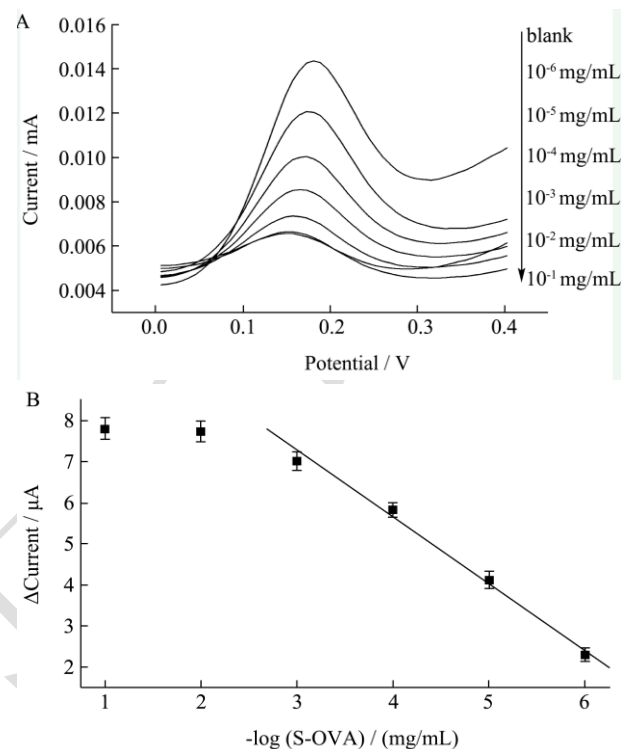 A
0.016
0.014
0.012
0.010
0.008
0.006
0.004
Current / mA
0.0 0.1 0.2 0.3 0.4
Potential / V
blank
10⁻⁶ mg/mL
10⁻⁵ mg/mL
10⁻⁴ mg/mL
10⁻³ mg/mL
10⁻² mg/mL
10⁻¹ mg/mL
B
8
7
6
5
4
3
2
ΔCurrent / μA
1 2 3 4 5 6
-log (S-OVA) / (mg/mL)